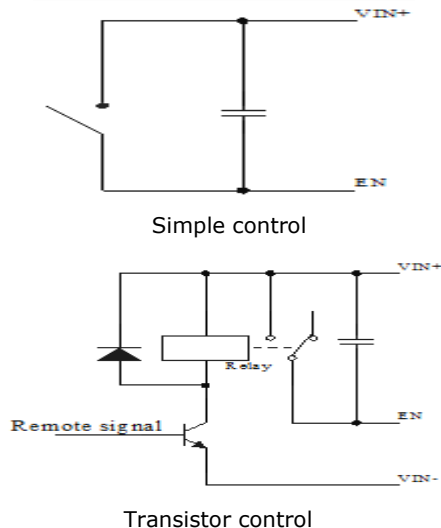 VIN+
EN
Simple control
VIN+
Relay
EN
Remote signal
VIN-
Transistor control